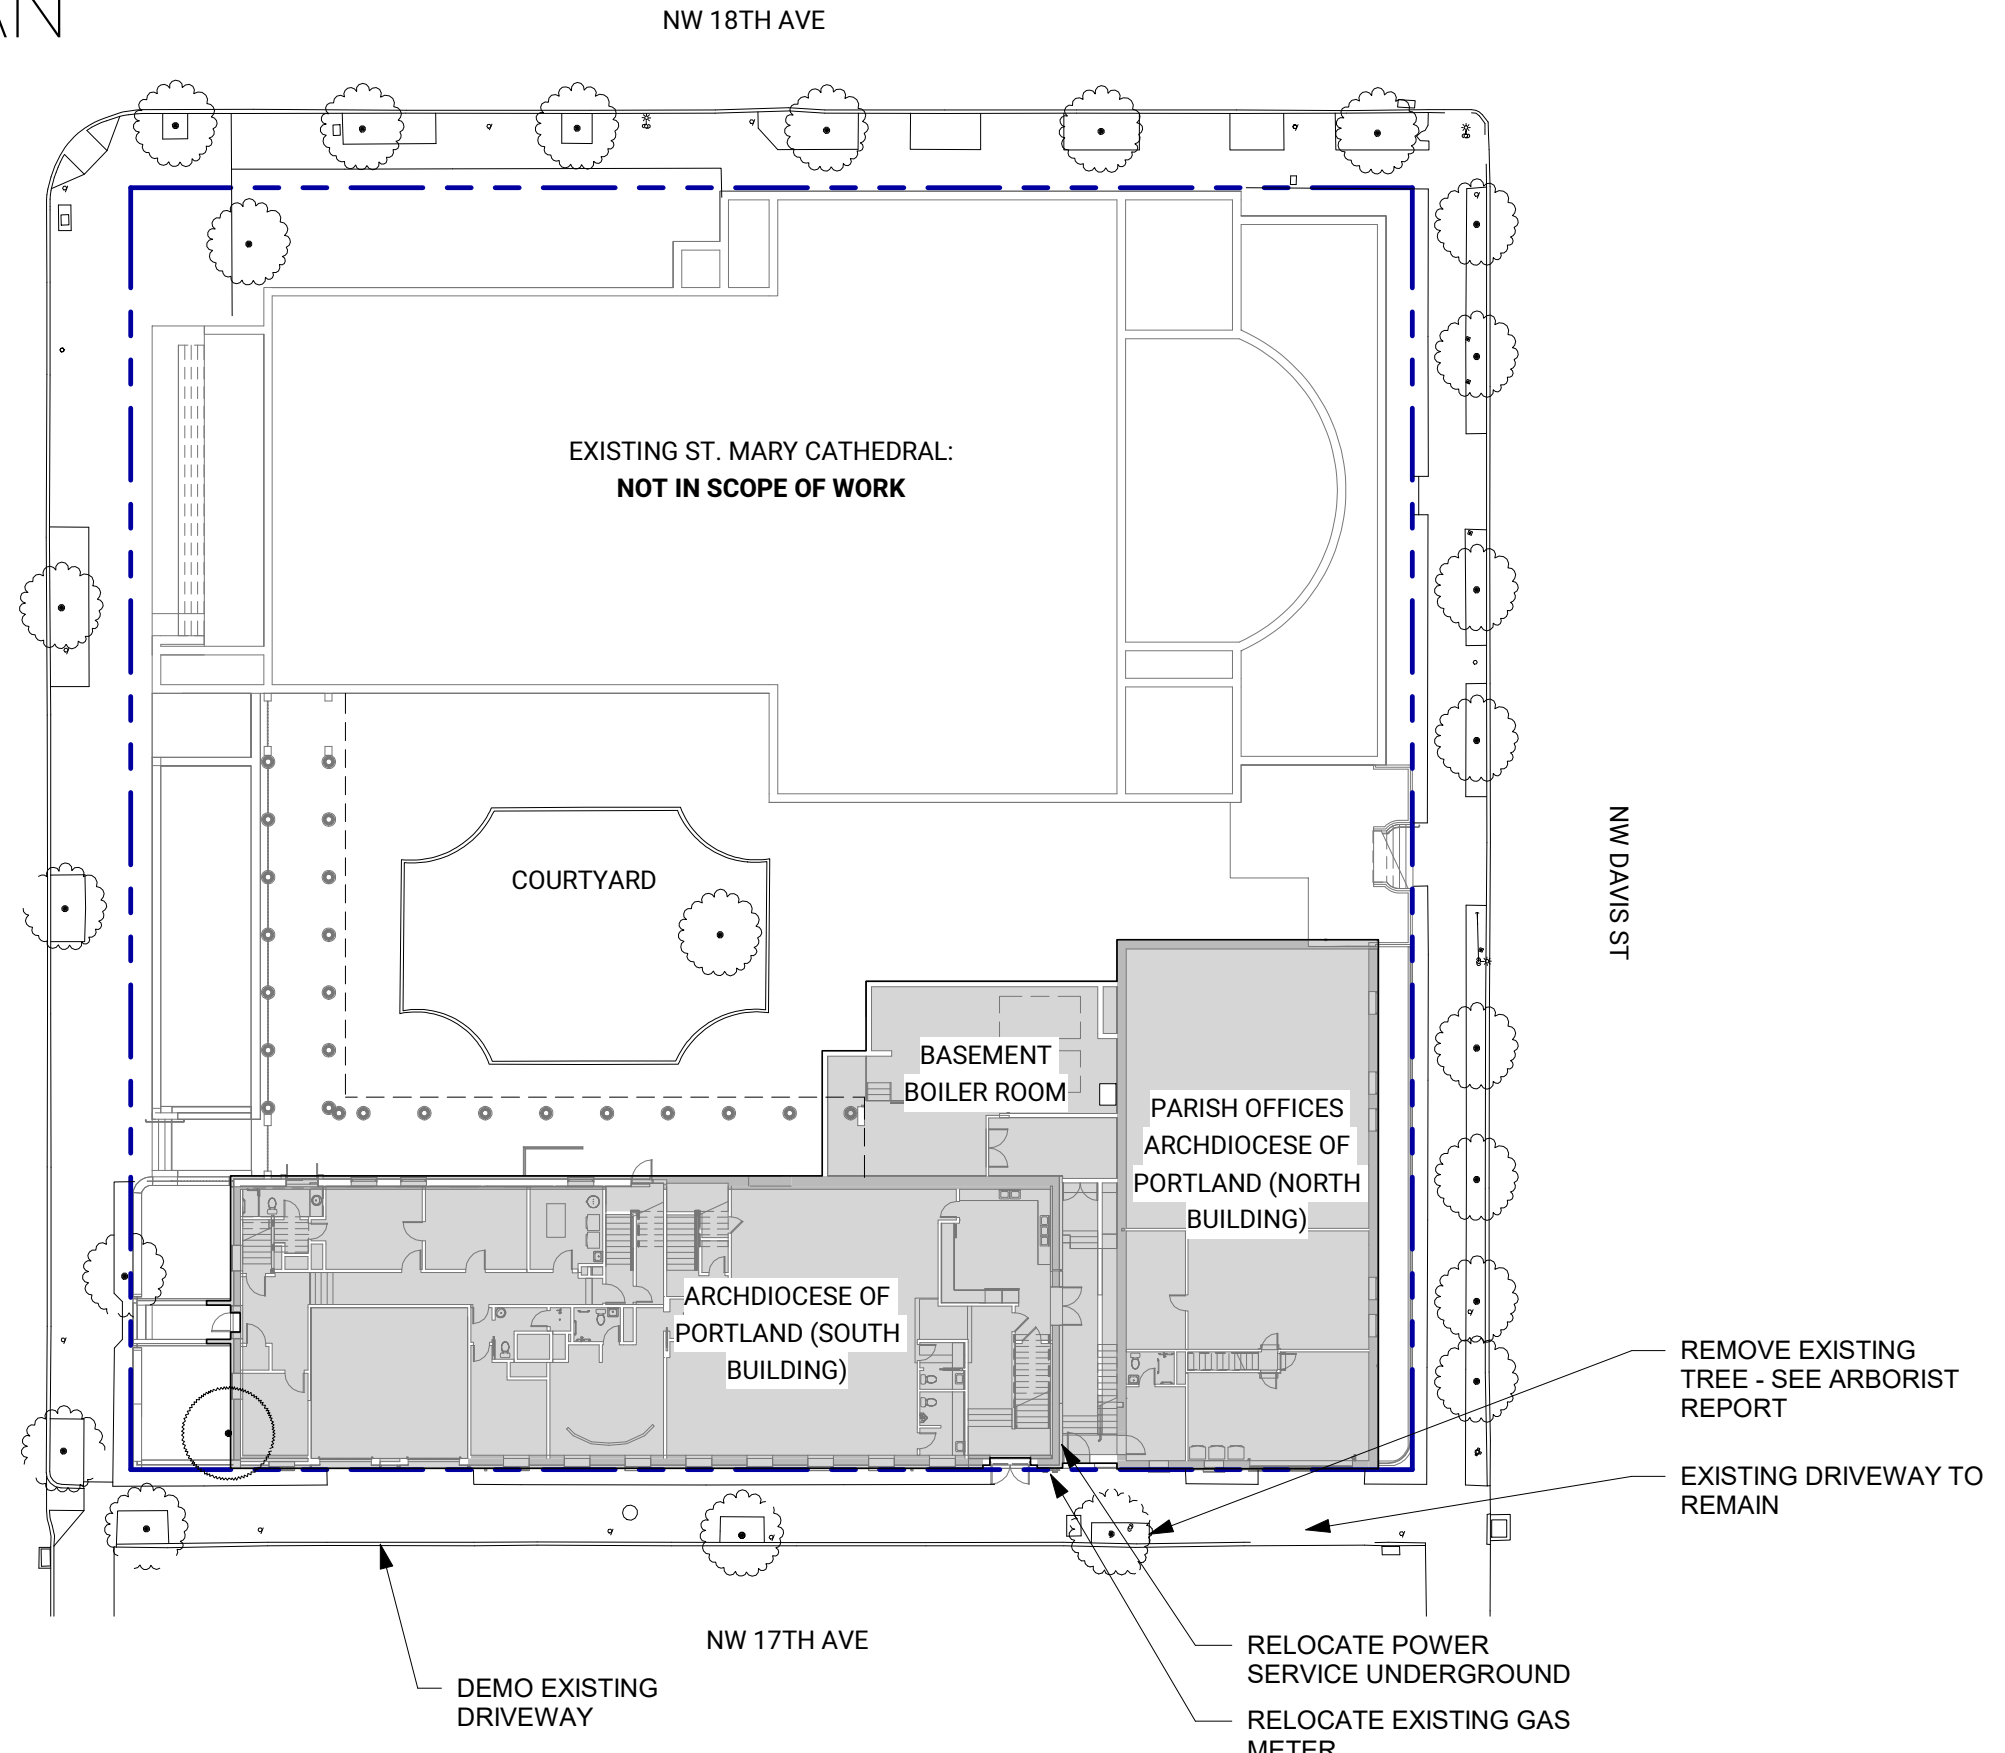 NW 18TH AVE
EXISTING ST. MARY CATHEDRAL:
NOT IN SCOPE OF WORK
COURTYARD
NW DAVIS ST
BASEMENT
BOILER ROOM
PARISH OFFICES
ARCHDIOCESE OF
PORTLAND (NORTH
BUILDING)
ARCHDIOCESE OF
PORTLAND (SOUTH
BUILDING)
REMOVE EXISTING
TREE - SEE ARBORIST
REPORT
EXISTING DRIVEWAY TO
REMAIN
NW 17TH AVE
RELOCATE POWER
SERVICE UNDERGROUND
DEMO EXISTING
DRIVEWAY
RELOCATE EXISTING GAS
METER